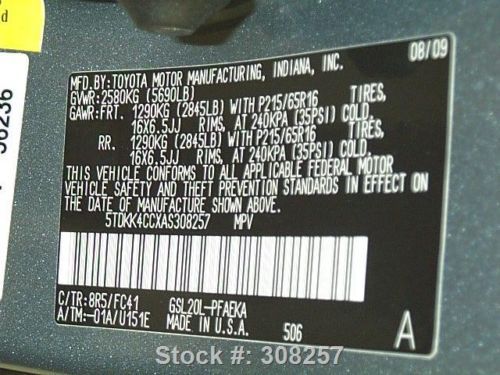 d
56236
08/09
MFD.BY:TOYOTA MOTOR MANUFACTURING, INDIANA, INC.
GVWR:2580KG (5690LB)
GAWR:FRT. 1290KG (2845LB) WITH P215/65R16 TIRES,
16X6.5JJ RIMS, AT 240KPA (35PSI) COLD,
RR. 1290KG (2845LB) WITH P215/65R16 TIRES,
16X6.5JJ RIMS, AT 240KPA (35PSI) COLD.
THIS VEHICLE CONFORMS TO ALL APPLICABLE FEDERAL MOTOR
VEHICLE SAFETY AND THEFT PREVENTION STANDARDS IN EFFECT ON
THE DATE OF MANUFACTURE SHOWN ABOVE.
5TDKK4CCXAS308257 MPV
C/TR:8R5/FC41 GSL20L-PFAEKA
A/TM:-01A/U151E MADE IN U.S.A. 506 A
Stock #: 308257